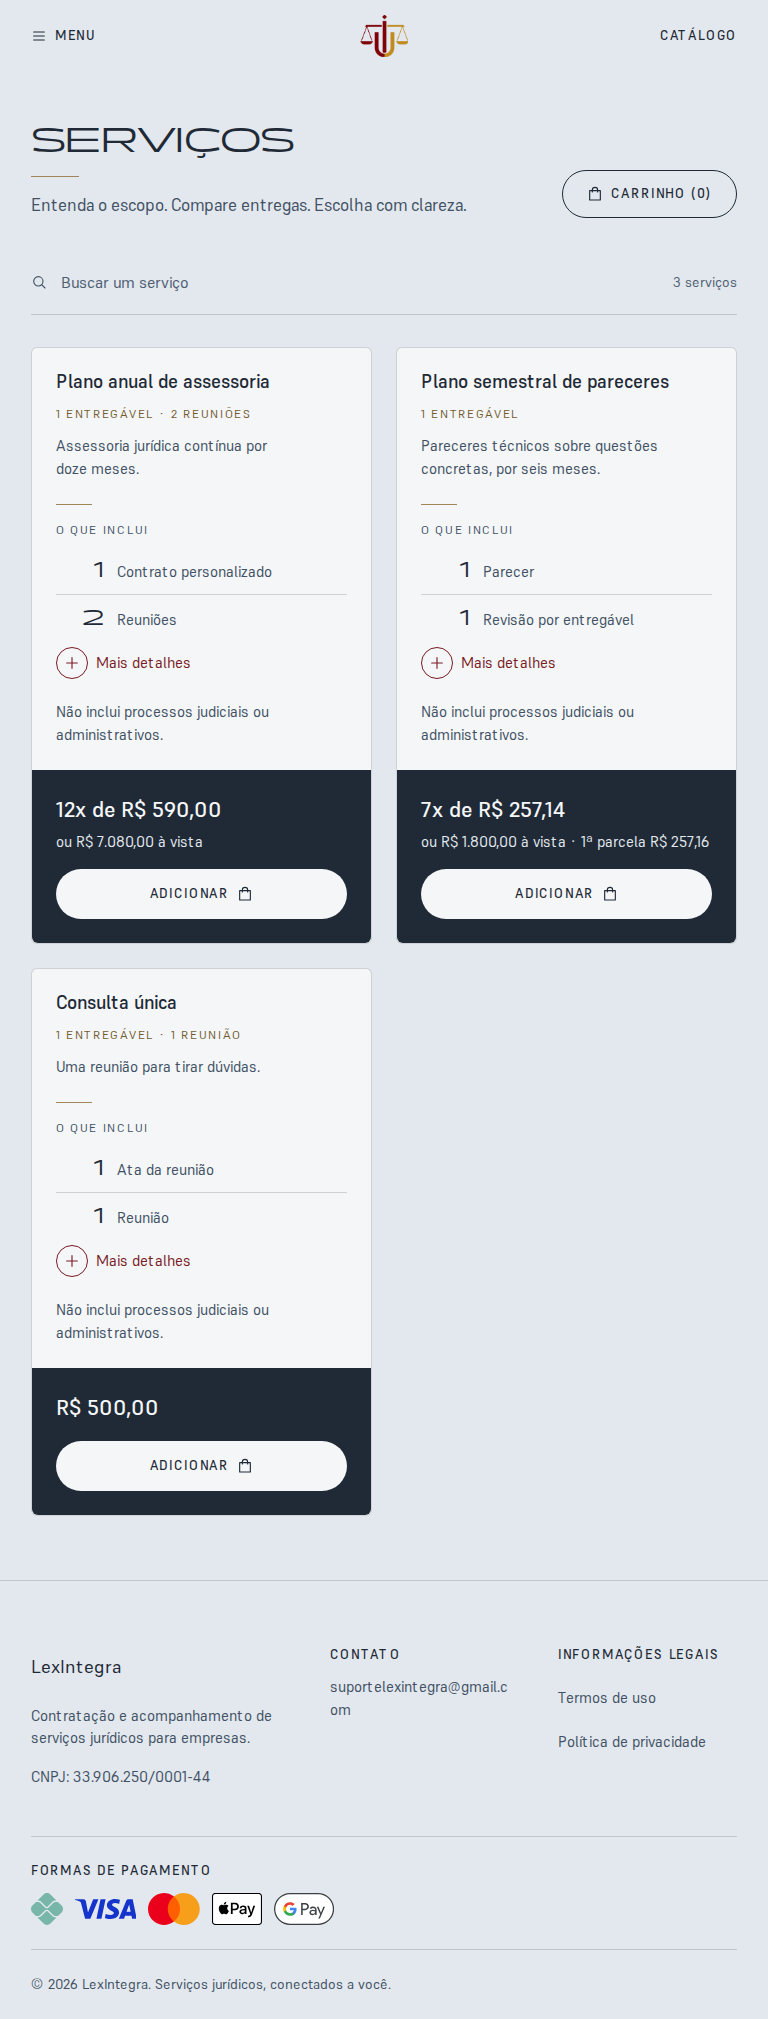 MENU
CATÁLOGO
SERVIÇOS
Entenda o escopo. Compare entregas. Escolha com clareza.
CARRINHO (0)
Buscar um serviço
3 serviços
Plano anual de assessoria
1 ENTREGÁVEL · 2 REUNIÕES
Assessoria jurídica contínua por
doze meses.
O QUE INCLUI
1 Contrato personalizado
2 Reuniões
Mais detalhes
Não inclui processos judiciais ou
administrativos.
12x de R$ 590,00
ou R$ 7.080,00 à vista
ADICIONAR
Plano semestral de pareceres
1 ENTREGÁVEL
Pareceres técnicos sobre questões
concretas, por seis meses.
O QUE INCLUI
1 Parecer
1 Revisão por entregável
Mais detalhes
Não inclui processos judiciais ou
administrativos.
7x de R$ 257,14
ou R$ 1.800,00 à vista · 1ª parcela R$ 257,16
ADICIONAR
Consulta única
1 ENTREGÁVEL · 1 REUNIÃO
Uma reunião para tirar dúvidas.
O QUE INCLUI
1 Ata da reunião
1 Reunião
Mais detalhes
Não inclui processos judiciais ou
administrativos.
R$ 500,00
ADICIONAR
LexIntegra
Contratação e acompanhamento de
serviços jurídicos para empresas.
CNPJ: 33.906.250/0001-44
CONTATO
suportelexintegra@gmail.c
om
INFORMAÇÕES LEGAIS
Termos de uso
Política de privacidade
FORMAS DE PAGAMENTO
VISA
Pay
G Pay
© 2026 LexIntegra. Serviços jurídicos, conectados a você.